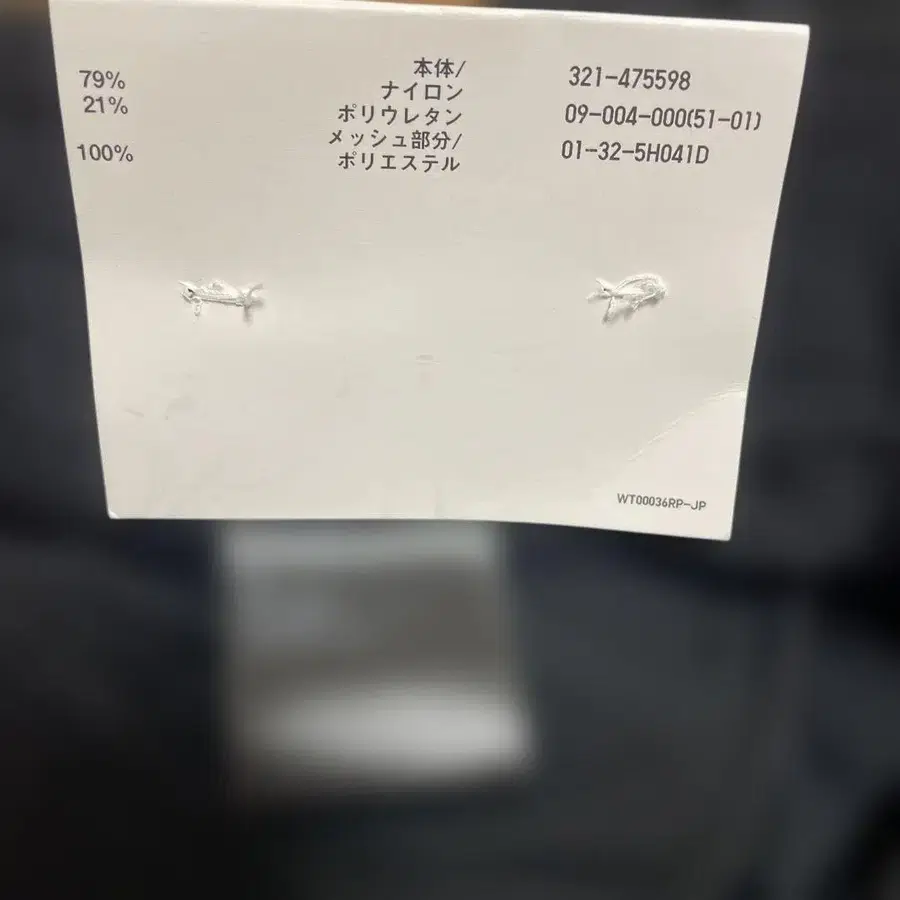 本体/
79% ナイロン
21% ポリウレタン
メッシュ部分/
100% ポリエステル
321-475598
09-004-000(51-01)
01-32-5H041D
WT00036RP-JP